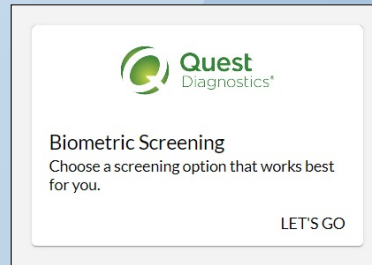 Quest
Diagnostics®
Biometric Screening
Choose a screening option that works best
for you.
LET'S GO